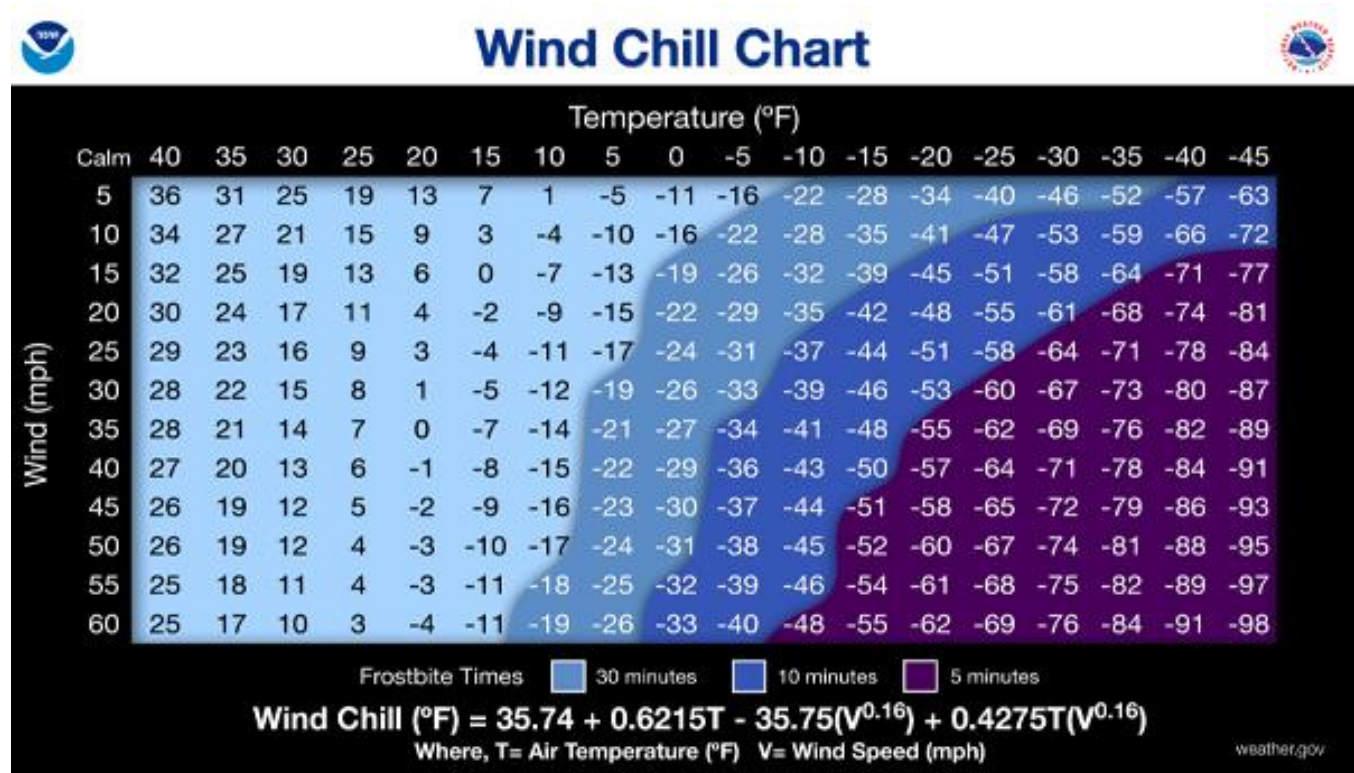 Wind Chill Chart
Temperature (ºF)
Calm 40 35 30 25 20 15 10 5 0 -5 -10 -15 -20 -25 -30 -35 -40 -45
5 36 31 25 19 13 7 1 -5 -11 -16 -22 -28 -34 -40 -46 -52 -57 -63
10 34 27 21 15 9 3 -4 -10 -16 -22 -28 -35 -41 -47 -53 -59 -66 -72
15 32 25 19 13 6 0 -7 -13 -19 -26 -32 -39 -45 -51 -58 -64 -71 -77
20 30 24 17 11 4 -2 -9 -15 -22 -29 -35 -42 -48 -55 -61 -68 -74 -81
25 29 23 16 9 3 -4 -11 -17 -24 -31 -37 -44 -51 -58 -64 -71 -78 -84
30 28 22 15 8 1 -5 -12 -19 -26 -33 -39 -46 -53 -60 -67 -73 -80 -87
35 28 21 14 7 0 -7 -14 -21 -27 -34 -41 -48 -55 -62 -69 -76 -82 -89
40 27 20 13 6 -1 -8 -15 -22 -29 -36 -43 -50 -57 -64 -71 -78 -84 -91
45 26 19 12 5 -2 -9 -16 -23 -30 -37 -44 -51 -58 -65 -72 -79 -86 -93
50 26 19 12 4 -3 -10 -17 -24 -31 -38 -45 -52 -60 -67 -74 -81 -88 -95
55 25 18 11 4 -3 -11 -18 -25 -32 -39 -46 -54 -61 -68 -75 -82 -89 -97
60 25 17 10 3 -4 -11 -19 -26 -33 -40 -48 -55 -62 -69 -76 -84 -91 -98
Wind (mph)
Frostbite Times 30 minutes 10 minutes 5 minutes
Wind Chill (ºF) = 35.74 + 0.6215T - 35.75(V^0.16) + 0.4275T(V^0.16)
Where, T= Air Temperature (ºF) V= Wind Speed (mph)
weather.gov